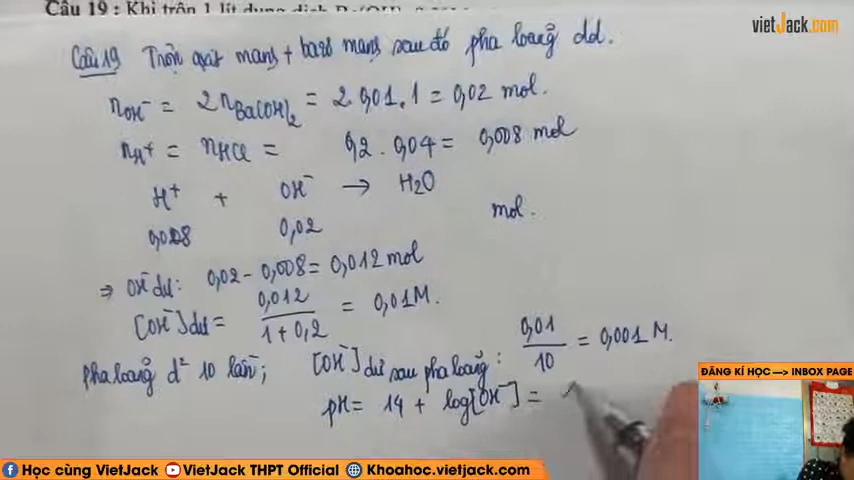 Câu 19 : Khi trộn 1 lít dung dịch
vietJack.com
Câu 19 Trộn axit mạnh + bazơ mạnh sau đó pha loãng dd.
nOH⁻ = 2nBa(OH)₂ = 2.0,01.1 = 0,02 mol.
nH⁺ = nHCl = 0,2 . 0,04 = 0,008 mol
H⁺ + OH⁻ → H₂O
0,008 0,02 mol.
⇒ OH⁻dư: 0,02 - 0,008 = 0,012 mol
[OH⁻]dư = 0,012 / 1+0,2 = 0,01M.
pha loãng d² 10 lần; [OH⁻] dư sau pha loãng: 0,01 / 10 = 0,001 M.
pH = 14 + log[OH⁻] =
ĐĂNG KÍ HỌC --> INBOX PAGE
Học cùng VietJack VietJack THPT Official Khoahoc.vietjack.com